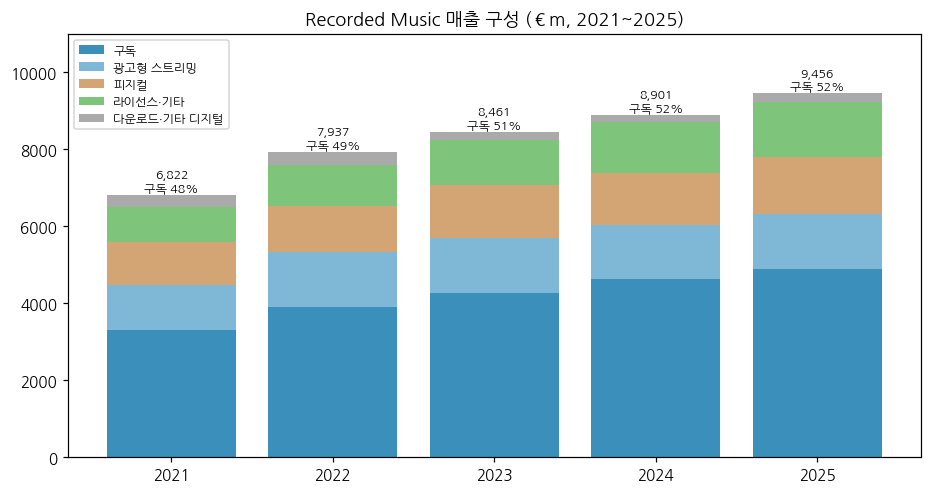 Recorded Music 매출 구성 (€m, 2021~2025)
구독
광고형 스트리밍
피지컬
라이선스·기타
다운로드·기타 디지털
10000
8000
6000
4000
2000
0
6,822
구독 48%
7,937
구독 49%
8,461
구독 51%
8,901
구독 52%
9,456
구독 52%
2021
2022
2023
2024
2025